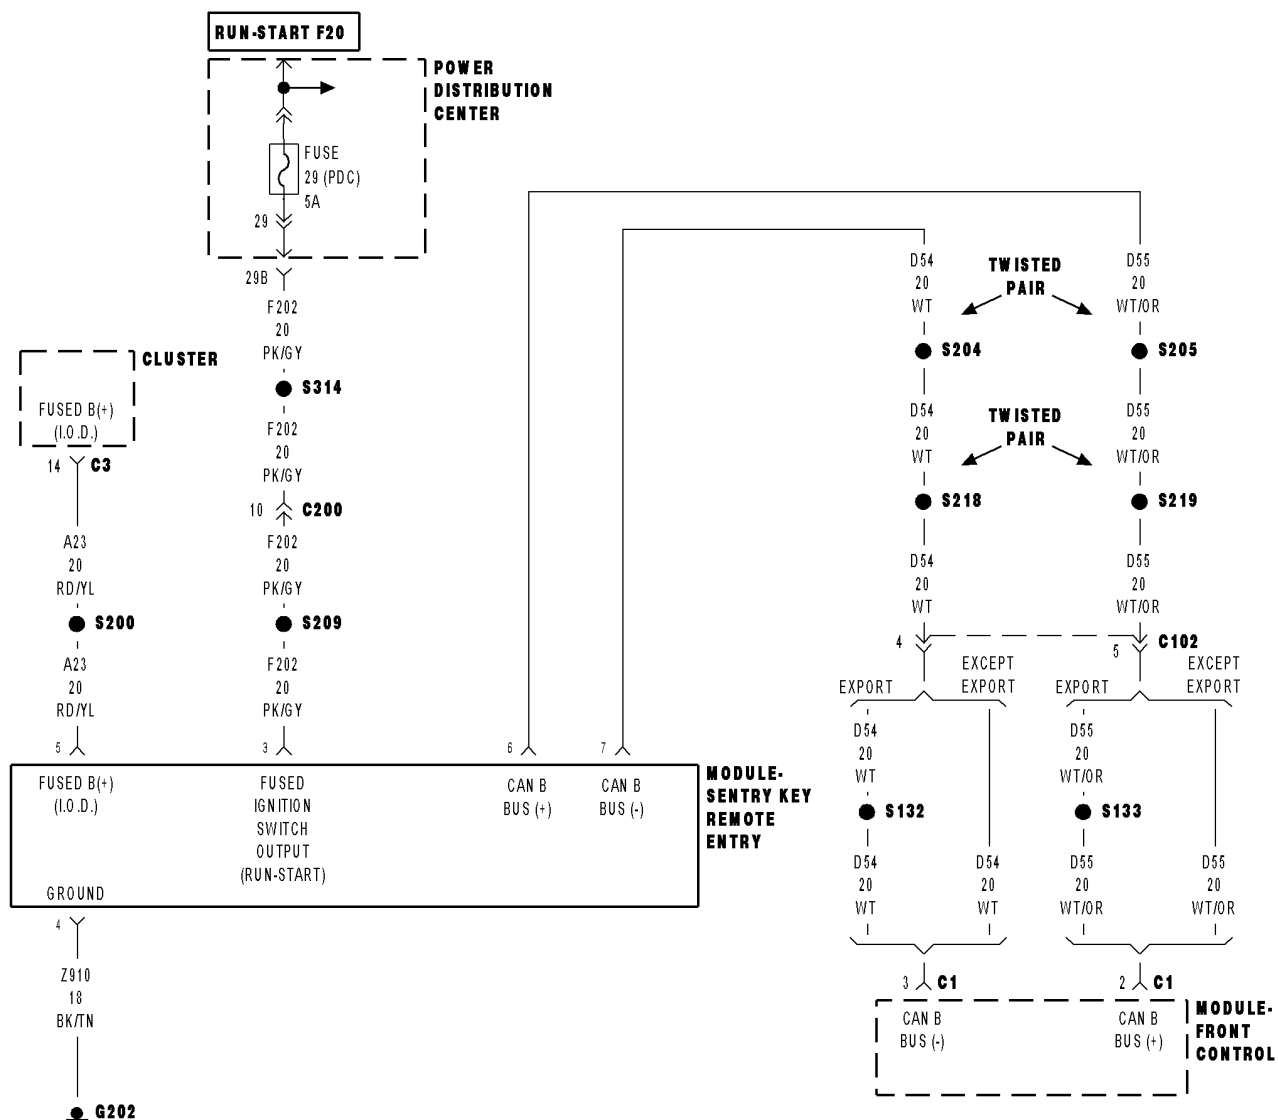 RUN-START F20
POWER
DISTRIBUTION
CENTER
FUSE
29 (PDC)
5A
29
29B
F202
20
PK/GY
S314
F202
20
PK/GY
10
C200
F202
20
PK/GY
S209
F202
20
PK/GY
3
CLUSTER
FUSED B(+)
(I.O.D.)
14
C3
A23
20
RD/YL
S200
A23
20
RD/YL
5
6
7
D54
20
WT
TWISTED
PAIR
D55
20
WT/OR
S204
S205
D54
20
WT
TWISTED
PAIR
D55
20
WT/OR
S218
S219
D54
20
WT
D55
20
WT/OR
4
5
C102
EXPORT
EXCEPT
EXPORT
EXPORT
EXCEPT
EXPORT
D54
20
WT
D55
20
WT/OR
S132
S133
D54
20
WT
D54
20
WT
D55
20
WT/OR
D55
20
WT/OR
3
C1
2
C1
CAN B
BUS (-)
CAN B
BUS (+)
MODULE-
FRONT
CONTROL
FUSED B(+)
(I.O.D.)
FUSED
IGNITION
SWITCH
OUTPUT
(RUN-START)
CAN B
BUS (+)
CAN B
BUS (-)
MODULE-
SENTRY KEY
REMOTE
ENTRY
GROUND
4
Z910
18
BK/TN
G202